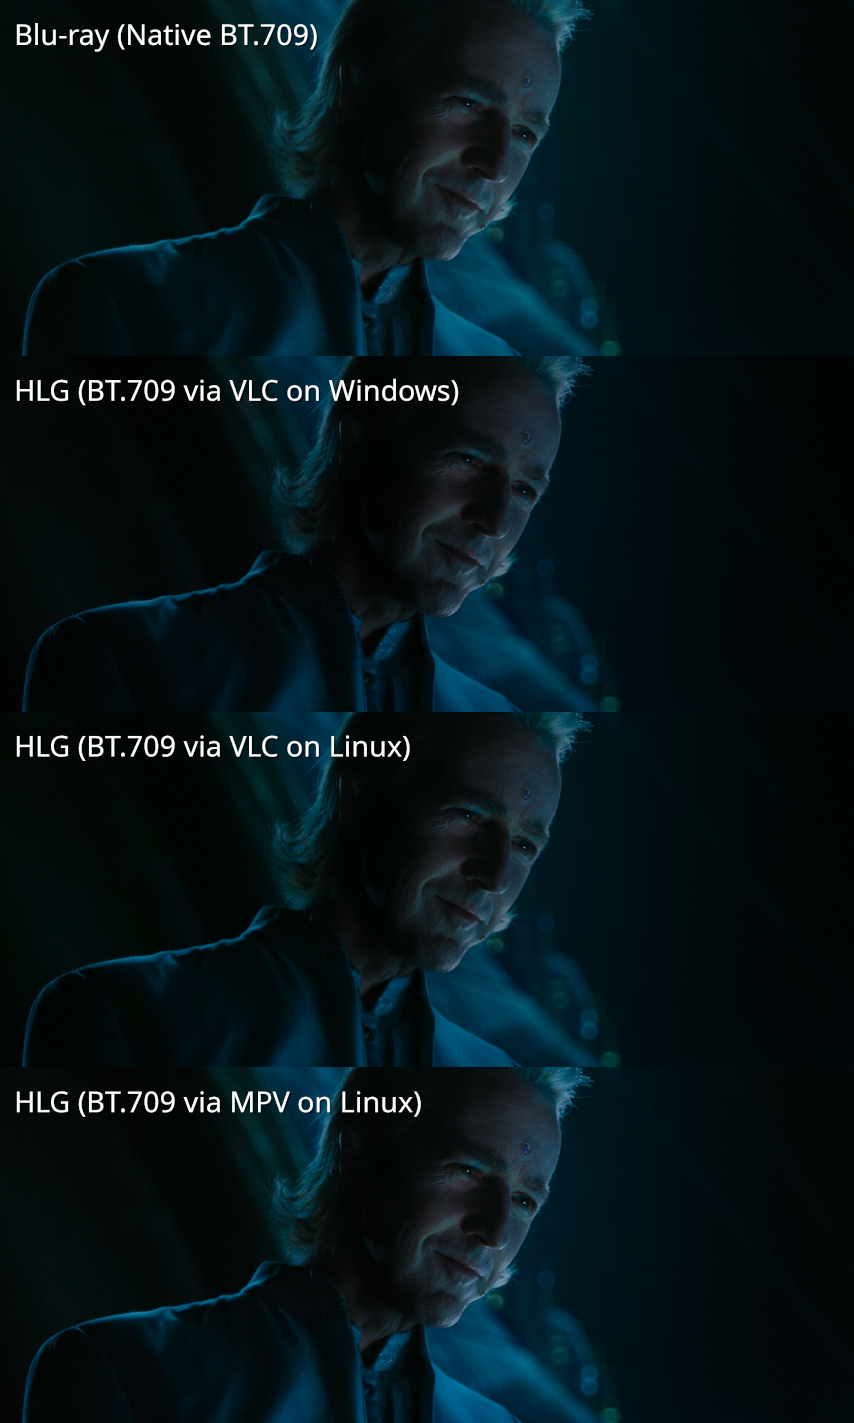 Blu-ray (Native BT.709)
HLG (BT.709 via VLC on Windows)
HLG (BT.709 via VLC on Linux)
HLG (BT.709 via MPV on Linux)